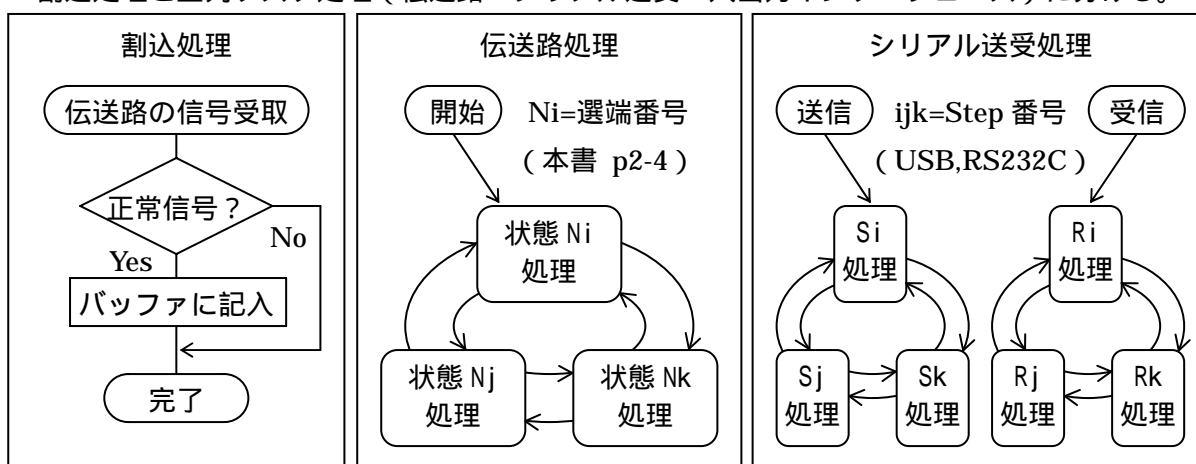 割込処理
伝送路の信号受取
正常信号？
No
Yes
バッファに記入
完了
伝送路処理
開始 Ni=選端番号
（本書 p2-4）
状態 Ni
処理
状態 Nj
処理
状態 Nk
処理
シリアル送受処理
送信 ijk=Step 番号 受信
（USB,RS232C）
Si
処理
Ri
処理
Sj
処理
Sk
処理
Rj
処理
Rk
処理